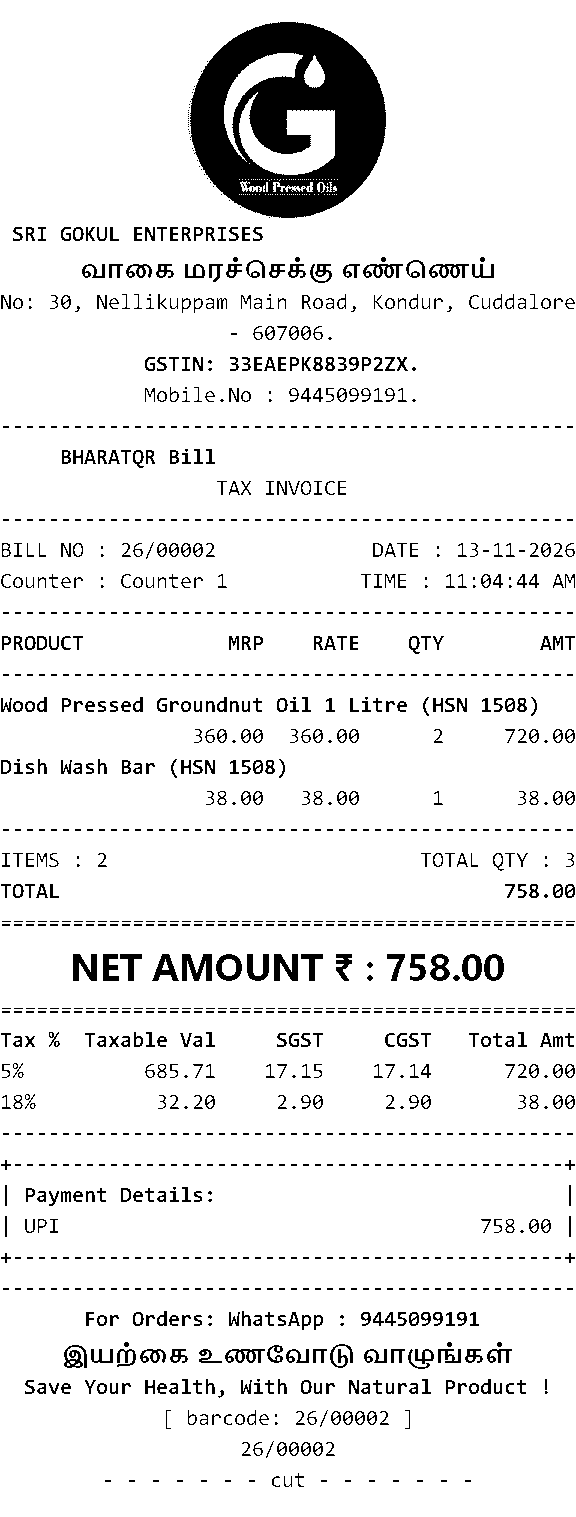 Wood Pressed Oils
SRI GOKUL ENTERPRISES
வாகை மரச்செக்கு எண்ணெய்
No: 30, Nellikuppam Main Road, Kondur, Cuddalore
- 607006.
GSTIN: 33EAEPK8839P2ZX.
Mobile.No : 9445099191.
------------------------------------------------
BHARATQR Bill
TAX INVOICE
------------------------------------------------
BILL NO : 26/00002 DATE : 13-11-2026
Counter : Counter 1 TIME : 11:04:44 AM
------------------------------------------------
PRODUCT MRP RATE QTY AMT
------------------------------------------------
Wood Pressed Groundnut Oil 1 Litre (HSN 1508)
360.00 360.00 2 720.00
Dish Wash Bar (HSN 1508)
38.00 38.00 1 38.00
------------------------------------------------
ITEMS : 2 TOTAL QTY : 3
TOTAL 758.00
================================================
NET AMOUNT ₹ : 758.00
================================================
Tax % Taxable Val SGST CGST Total Amt
5% 685.71 17.15 17.14 720.00
18% 32.20 2.90 2.90 38.00
------------------------------------------------
+----------------------------------------------+
| Payment Details: |
| UPI 758.00 |
+----------------------------------------------+
------------------------------------------------
For Orders: WhatsApp : 9445099191
இயற்கை உணவோடு வாழுங்கள்
Save Your Health, With Our Natural Product !
[ barcode: 26/00002 ]
26/00002
- - - - - - - cut - - - - - - -